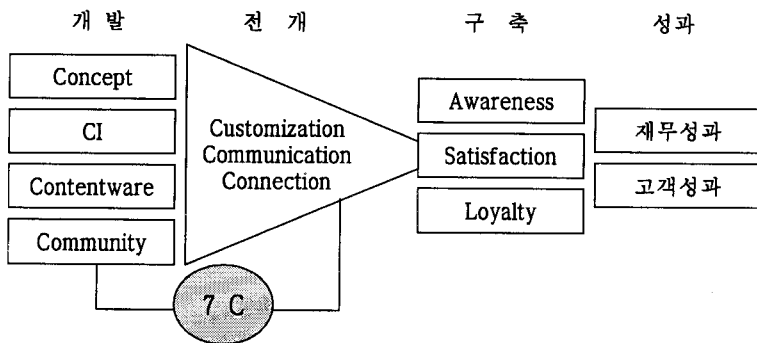 개 발 전 개 구 축 성과
Concept
CI
Contentware
Community
Customization
Communication
Connection
Awareness
Satisfaction
Loyalty
재무성과
고객성과
7 C